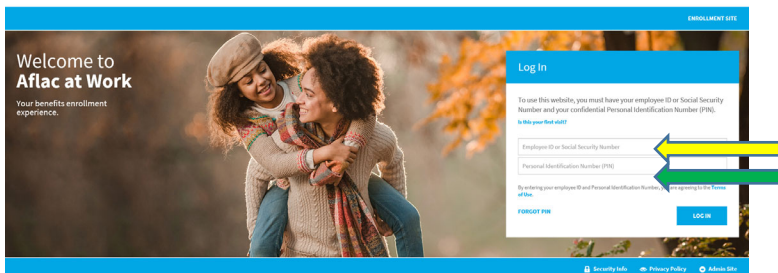 ENROLLMENT SITE
Welcome to
Aflac at Work
Your benefits enrollment
experience.
Log In
To use this website, you must have your employee ID or Social Security
Number and your confidential Personal Identification Number (PIN).
Is this your first visit?
Employee ID or Social Security Number
Personal Identification Number (PIN)
By entering your employee ID and Personal Identification Number, you are agreeing to the Terms
of Use.
FORGOT PIN
LOG IN
Security Info
Privacy Policy
Admin Site